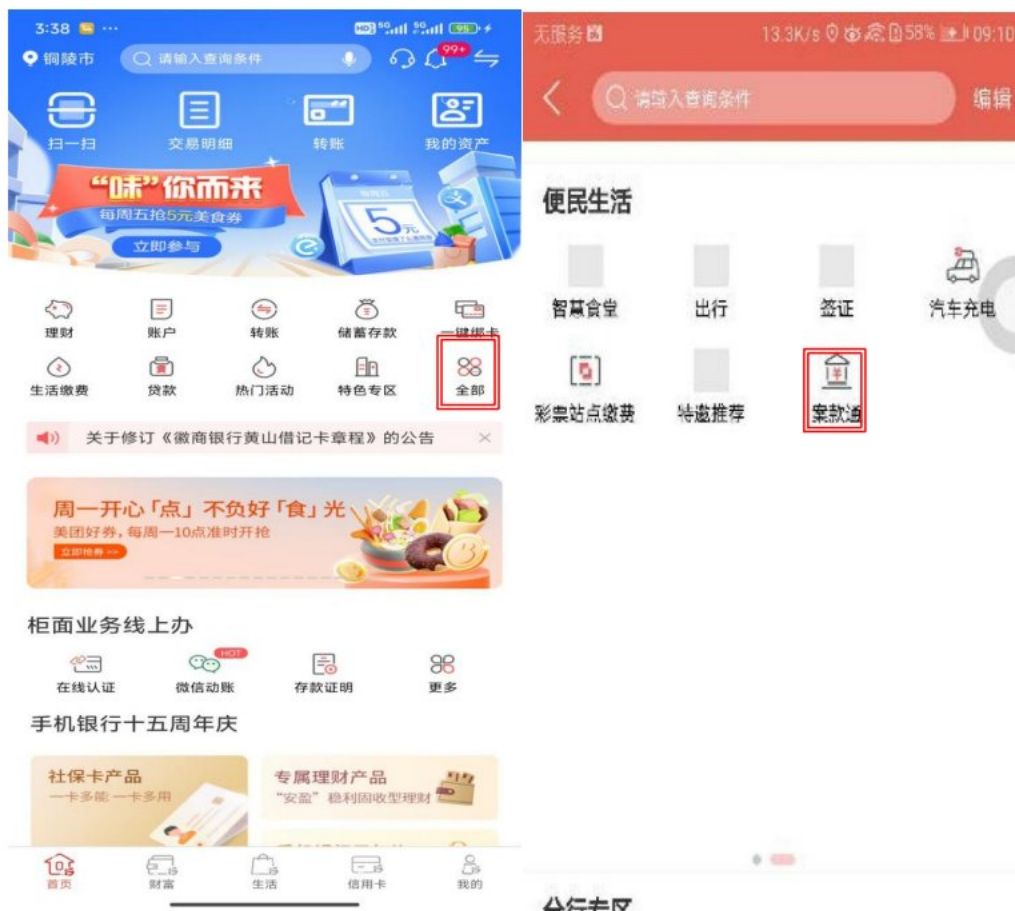 3:38
HD 5G 5G 95
铜陵市
请输入查询条件
99+
扫一扫
交易明细
转账
我的资产
“味”你而来
每周五抢5元美食券
立即参与
5元
理财
账户
转账
储蓄存款
一键绑卡
生活缴费
贷款
热门活动
特色专区
全部
关于修订《徽商银行黄山借记卡章程》的公告
周一开心「点」不负好「食」光
美团好券，每周一10点准时开抢
立即抢券>>
柜面业务线上办
HOT
在线认证
微信动账
存款证明
更多
手机银行十五周年庆
社保卡产品
一卡多能 一卡多用
专属理财产品
“安盈”稳利固收型理财
首页
财富
生活
信用卡
我的
无服务
13.3K/s
58%
09:10
请输入查询条件
编辑
便民生活
智慧食堂
出行
签证
汽车充电
彩票站点缴费
特邀推荐
案款通
分行专区